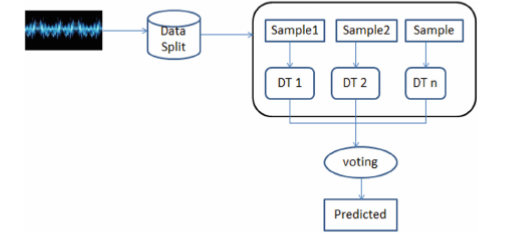 Data
Split
Sample1
Sample2
Sample
DT 1
DT 2
DT n
voting
Predicted